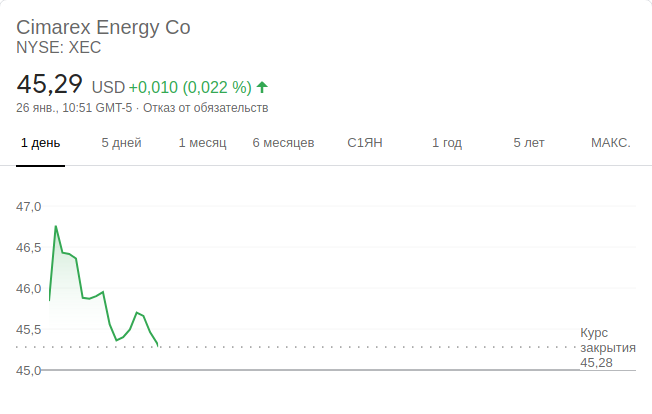 Cimarex Energy Co
NYSE: XEC
45,29 USD +0,010 (0,022 %)
26 янв., 10:51 GMT-5 · Отказ от обязательств
1 день 5 дней 1 месяц 6 месяцев С1ЯН 1 год 5 лет МАКС.
47,0
46,5
46,0
45,5
45,0
Курс
закрытия
45,28